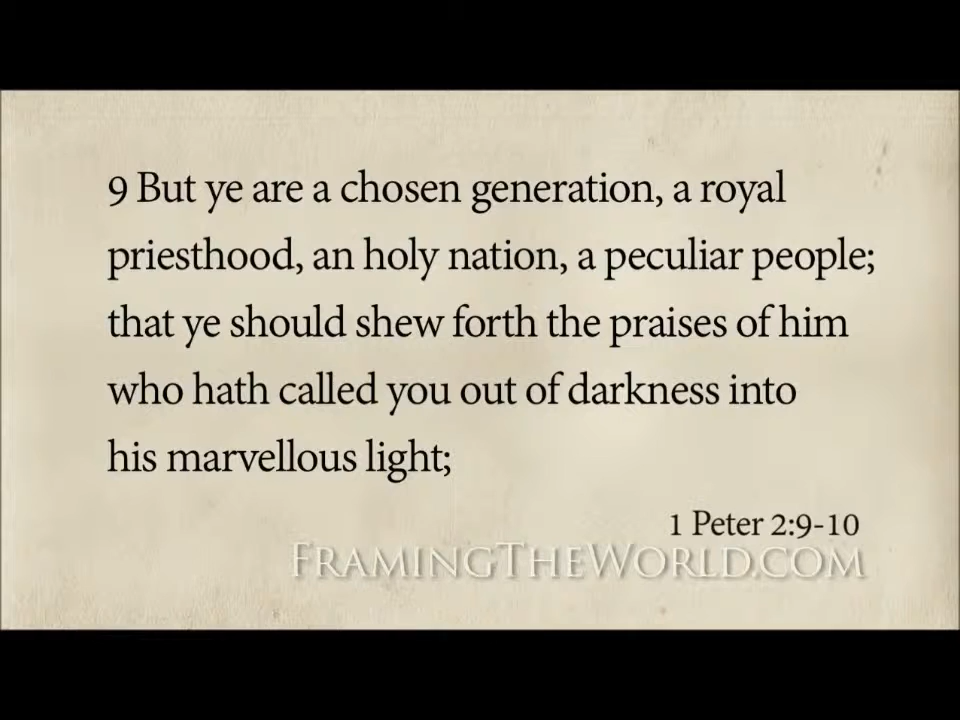 9 But ye are a chosen generation, a royal
priesthood, an holy nation, a peculiar people;
that ye should shew forth the praises of him
who hath called you out of darkness into
his marvellous light;
1 Peter 2:9-10
FRAMINGTHEWORLD.COM